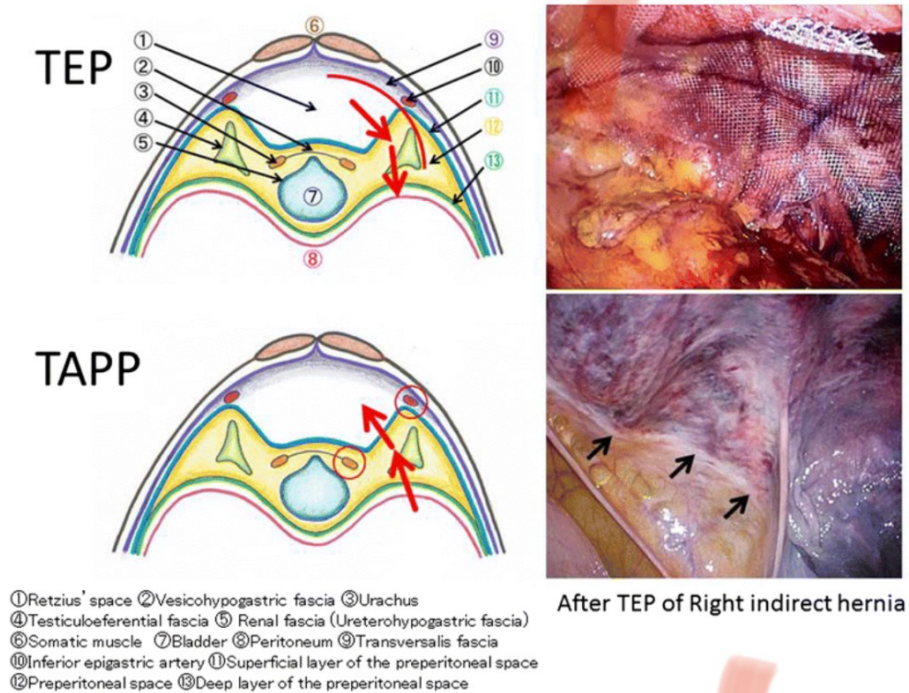 TEP
⑥
① ⑨
② ⑩
③ ⑪
④ ⑫
⑤ ⑬
⑦
⑧
TAPP
①Retzius' space ②Vesicohypogastric fascia ③Urachus
④Testiculoeferential fascia ⑤ Renal fascia (Ureterohypogastric fascia)
⑥Somatic muscle ⑦Bladder ⑧Peritoneum ⑨Transversalis fascia
⑩Inferior epigastric artery ⑪Superficial layer of the preperitoneal space
⑫Preperitoneal space ⑬Deep layer of the preperitoneal space
After TEP of Right indirect hernia